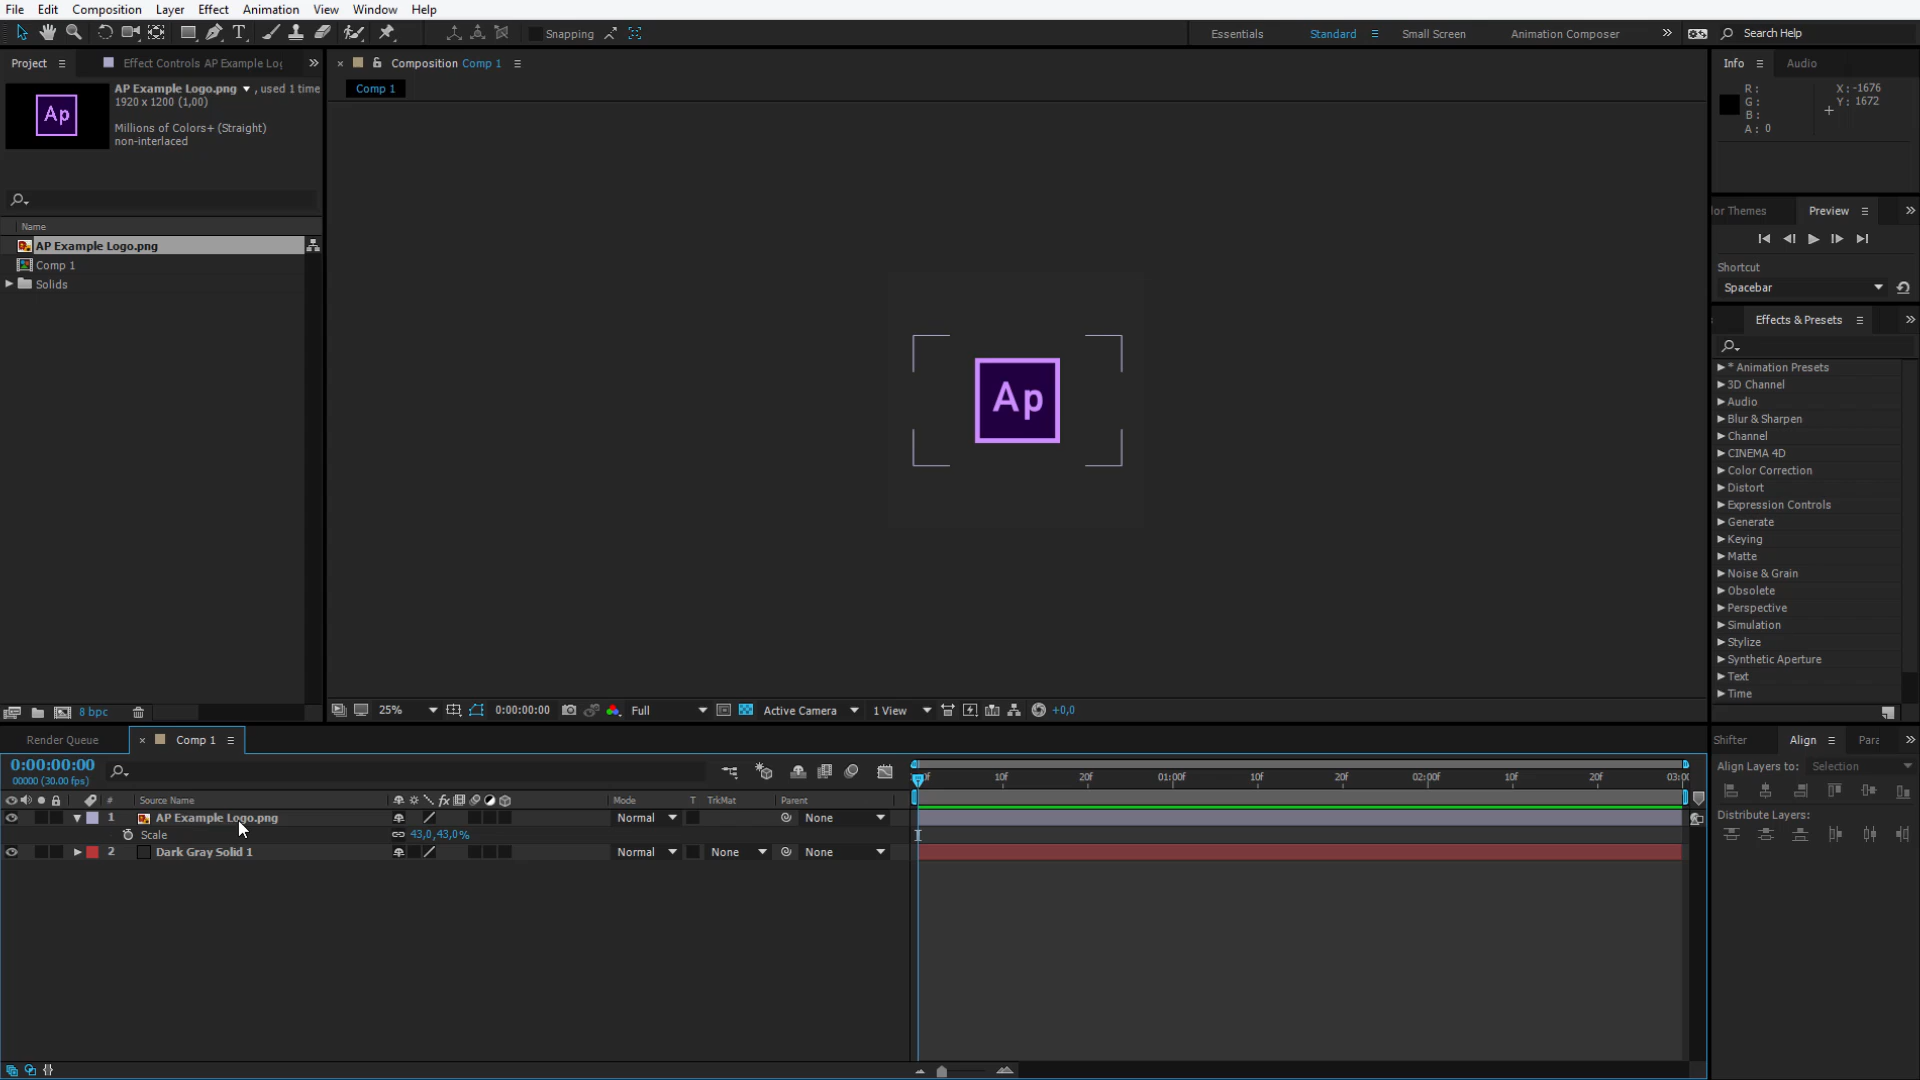 File Edit Composition Layer Effect Animation View Window Help
Snapping
Essentials Standard Small Screen Animation Composer Search Help
Project Effect Controls AP Example Log
AP Example Logo.png , used 1 time
1920 x 1200 (1,00)
Millions of Colors+ (Straight)
non-interlaced
Ap
Name
AP Example Logo.png
Comp 1
Solids
8 bpc
Composition Comp 1
Comp 1
Ap
25% 0:00:00:00 Full Active Camera 1 View +0,0
Info Audio
R :
G :
B :
A : 0
X : -1676
Y : 1672
lor Themes Preview
Shortcut
Spacebar
Effects & Presets
* Animation Presets
3D Channel
Audio
Blur & Sharpen
Channel
CINEMA 4D
Color Correction
Distort
Expression Controls
Generate
Keying
Matte
Noise & Grain
Obsolete
Perspective
Simulation
Stylize
Synthetic Aperture
Text
Time
Render Queue Comp 1
0:00:00:00
00000 (30.00 fps)
# Source Name Mode T TrkMat Parent
1 AP Example Logo.png Normal None
Scale 43,0,43,0%
2 Dark Gray Solid 1 Normal None None
0f 10f 20f 01:00f 10f 20f 02:00f 10f 20f 03:00
Shifter Align Para
Align Layers to: Selection
Distribute Layers: